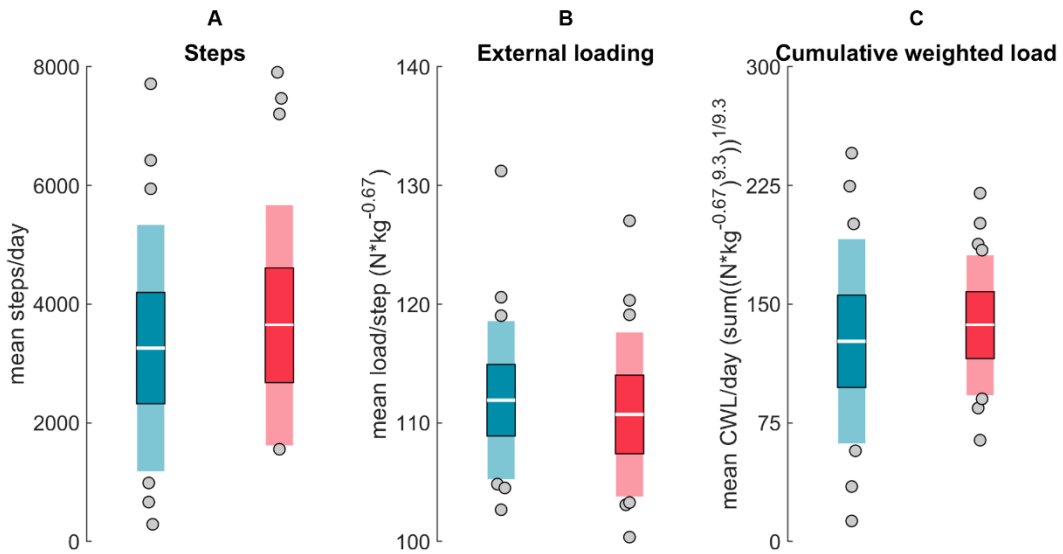 A
Steps
8000
6000
4000
2000
0
mean steps/day
B
External loading
140
130
120
110
100
mean load/step (N*kg^-0.67)
C
Cumulative weighted load
300
225
150
75
0
mean CWL/day (sum((N*kg^-0.67)^9.3))^1/9.3